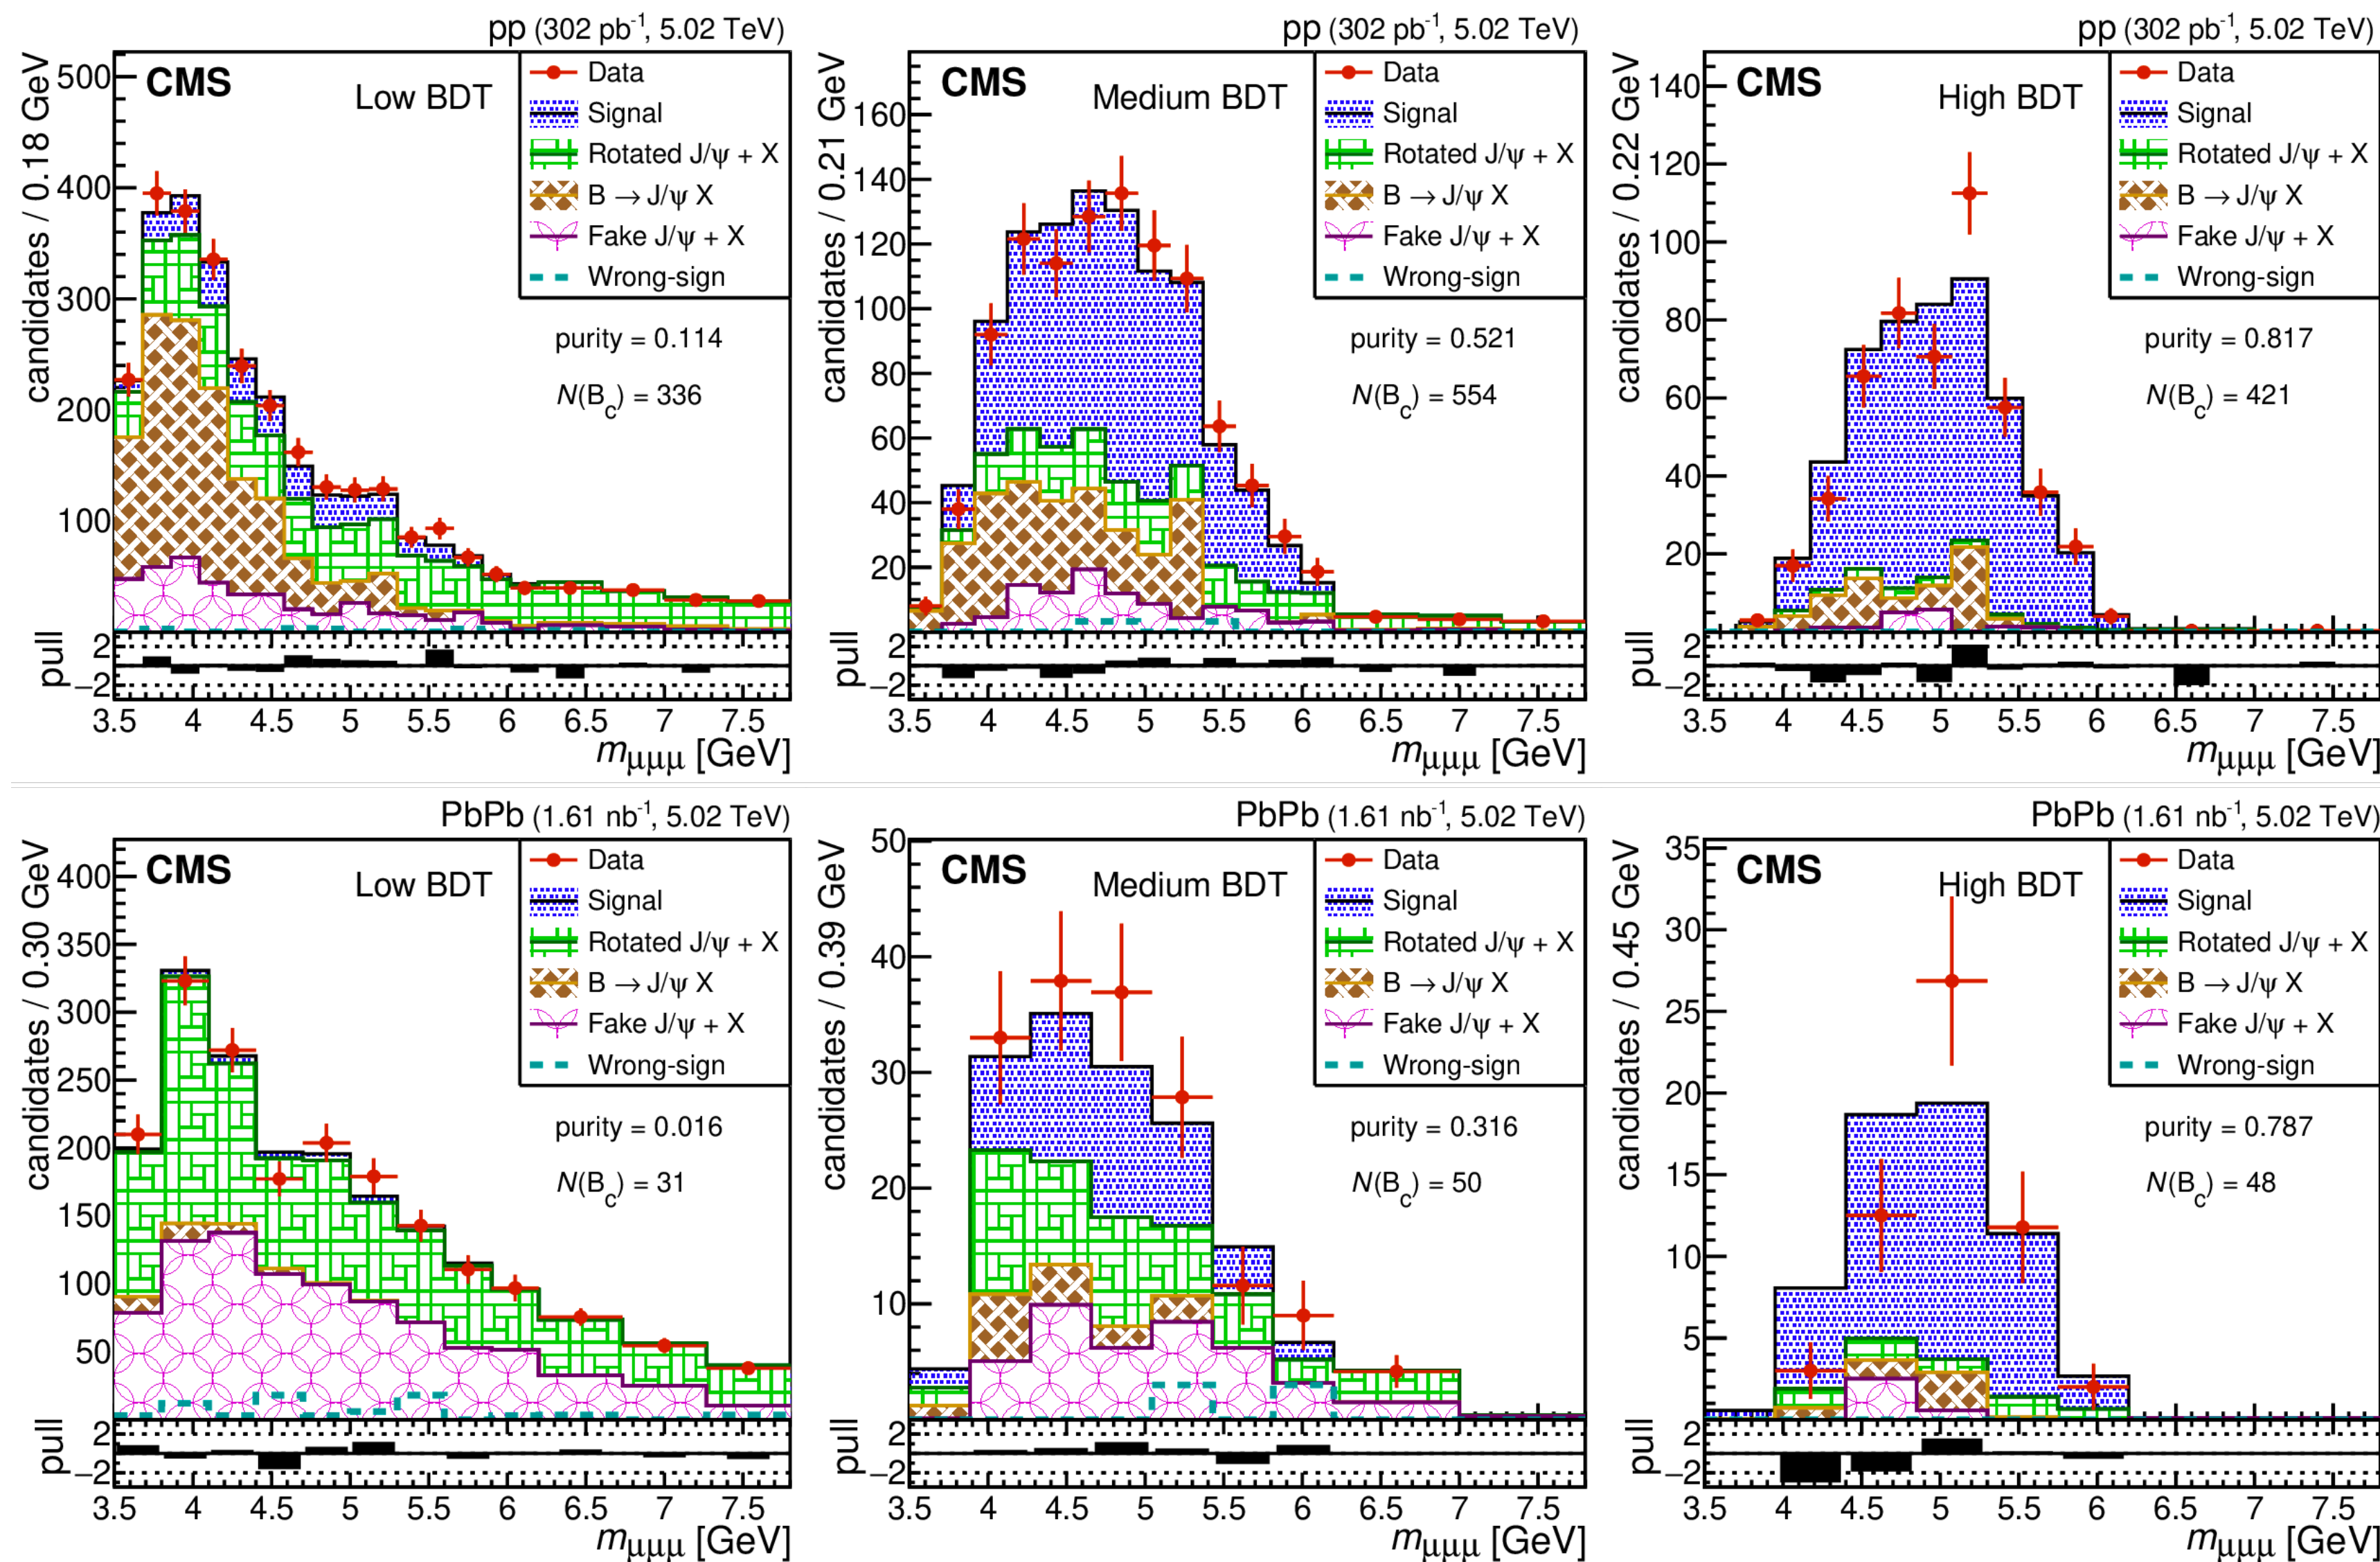 pp (302 pb⁻¹, 5.02 TeV)
CMS
Low BDT
Data
Signal
Rotated J/ψ + X
B → J/ψ X
Fake J/ψ + X
Wrong-sign
purity = 0.114
N(B_c) = 336
candidates / 0.18 GeV
500
400
300
200
100
pull
2
−2
3.5 4 4.5 5 5.5 6 6.5 7 7.5
m_μμμ [GeV]
pp (302 pb⁻¹, 5.02 TeV)
CMS
Medium BDT
Data
Signal
Rotated J/ψ + X
B → J/ψ X
Fake J/ψ + X
Wrong-sign
purity = 0.521
N(B_c) = 554
candidates / 0.21 GeV
160
140
120
100
80
60
40
20
pull
2
−2
3.5 4 4.5 5 5.5 6 6.5 7 7.5
m_μμμ [GeV]
pp (302 pb⁻¹, 5.02 TeV)
CMS
High BDT
Data
Signal
Rotated J/ψ + X
B → J/ψ X
Fake J/ψ + X
Wrong-sign
purity = 0.817
N(B_c) = 421
candidates / 0.22 GeV
140
120
100
80
60
40
20
pull
2
−2
3.5 4 4.5 5 5.5 6 6.5 7 7.5
m_μμμ [GeV]
PbPb (1.61 nb⁻¹, 5.02 TeV)
CMS
Low BDT
Data
Signal
Rotated J/ψ + X
B → J/ψ X
Fake J/ψ + X
Wrong-sign
purity = 0.016
N(B_c) = 31
candidates / 0.30 GeV
400
350
300
250
200
150
100
50
pull
2
−2
3.5 4 4.5 5 5.5 6 6.5 7 7.5
m_μμμ [GeV]
PbPb (1.61 nb⁻¹, 5.02 TeV)
CMS
Medium BDT
Data
Signal
Rotated J/ψ + X
B → J/ψ X
Fake J/ψ + X
Wrong-sign
purity = 0.316
N(B_c) = 50
candidates / 0.39 GeV
50
40
30
20
10
pull
2
−2
3.5 4 4.5 5 5.5 6 6.5 7 7.5
m_μμμ [GeV]
PbPb (1.61 nb⁻¹, 5.02 TeV)
CMS
High BDT
Data
Signal
Rotated J/ψ + X
B → J/ψ X
Fake J/ψ + X
Wrong-sign
purity = 0.787
N(B_c) = 48
candidates / 0.45 GeV
35
30
25
20
15
10
5
pull
2
−2
3.5 4 4.5 5 5.5 6 6.5 7 7.5
m_μμμ [GeV]